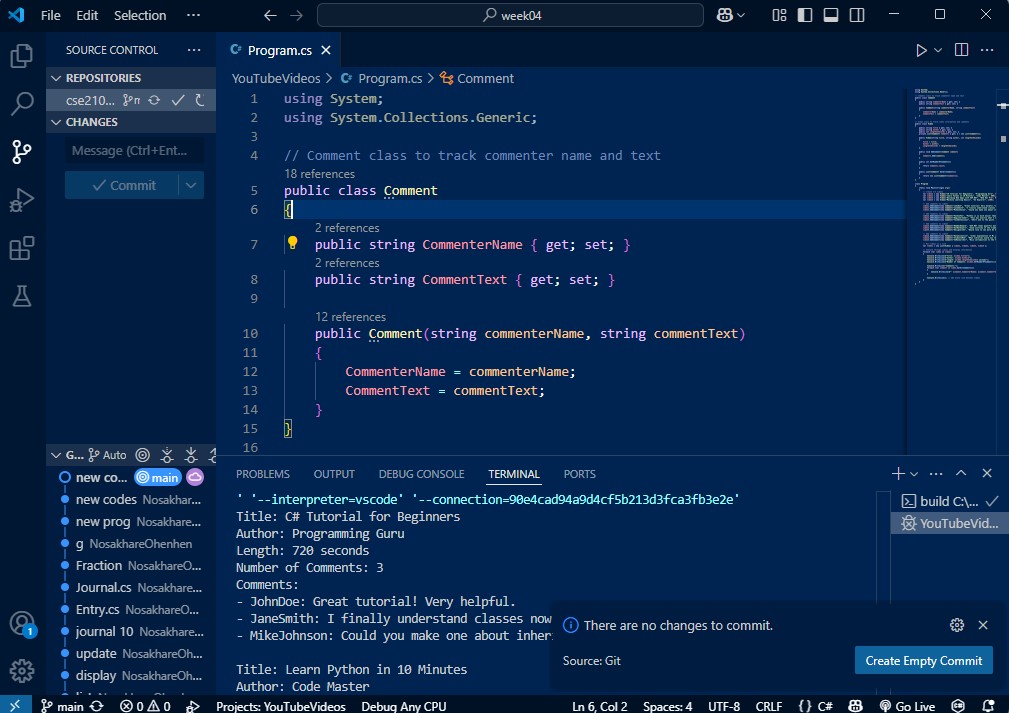 File Edit Selection ··· week04
SOURCE CONTROL ···
REPOSITORIES
cse210...
CHANGES
Message (Ctrl+Ent...
Commit
G... Auto
new co... main
new codes Nosakhar...
new prog Nosakhare...
g NosakhareOhenhen
Fraction NosakhareO...
Journal.cs Nosakhare...
Entry.cs NosakhareO...
journal 10 Nosakhare...
update NosakhareOh...
display NosakhareOh...
1
Program.cs
YouTubeVideos > Program.cs > Comment
1 using System;
2 using System.Collections.Generic;
3
4 // Comment class to track commenter name and text
18 references
5 public class Comment
6 {
2 references
7 public string CommenterName { get; set; }
2 references
8 public string CommentText { get; set; }
9
12 references
10 public Comment(string commenterName, string commentText)
11 {
12 CommenterName = commenterName;
13 CommentText = commentText;
14 }
15 }
16
PROBLEMS OUTPUT DEBUG CONSOLE TERMINAL PORTS
' '--interpreter=vscode' '--connection=90e4cad94a9d4cf5b213d3fca3fb3e2e'
Title: C# Tutorial for Beginners
Author: Programming Guru
Length: 720 seconds
Number of Comments: 3
Comments:
- JohnDoe: Great tutorial! Very helpful.
- JaneSmith: I finally understand classes now
- MikeJohnson: Could you make one about inher
Title: Learn Python in 10 Minutes
Author: Code Master
build C:\...
YouTubeVid...
There are no changes to commit.
Source: Git
Create Empty Commit
main 0 0 Projects: YouTubeVideos Debug Any CPU Ln 6, Col 2 Spaces: 4 UTF-8 CRLF {} C# Go Live